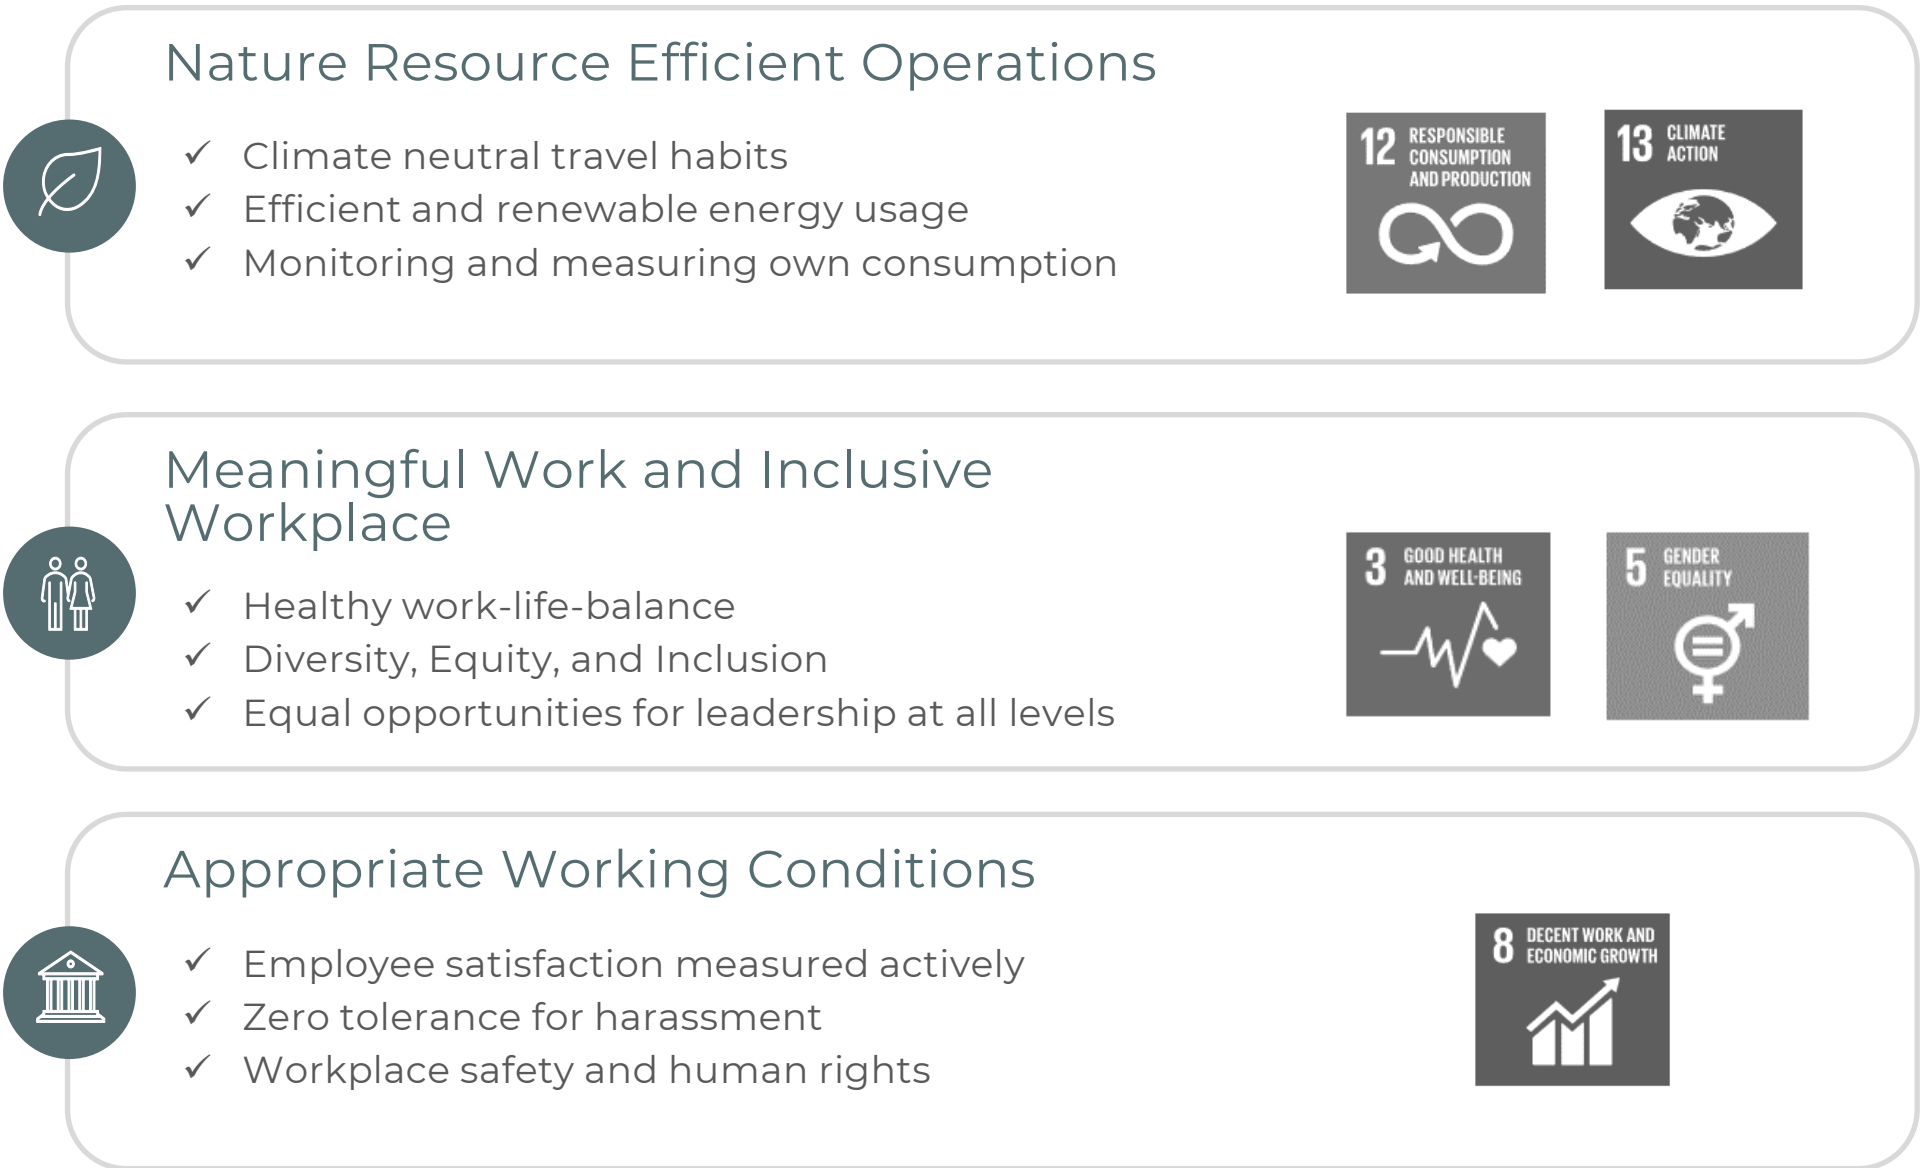 Nature Resource Efficient Operations
✓ Climate neutral travel habits
✓ Efficient and renewable energy usage
✓ Monitoring and measuring own consumption
12 RESPONSIBLE
CONSUMPTION
AND PRODUCTION
13 CLIMATE
ACTION
Meaningful Work and Inclusive
Workplace
✓ Healthy work-life-balance
✓ Diversity, Equity, and Inclusion
✓ Equal opportunities for leadership at all levels
3 GOOD HEALTH
AND WELL-BEING
5 GENDER
EQUALITY
Appropriate Working Conditions
✓ Employee satisfaction measured actively
✓ Zero tolerance for harassment
✓ Workplace safety and human rights
8 DECENT WORK AND
ECONOMIC GROWTH